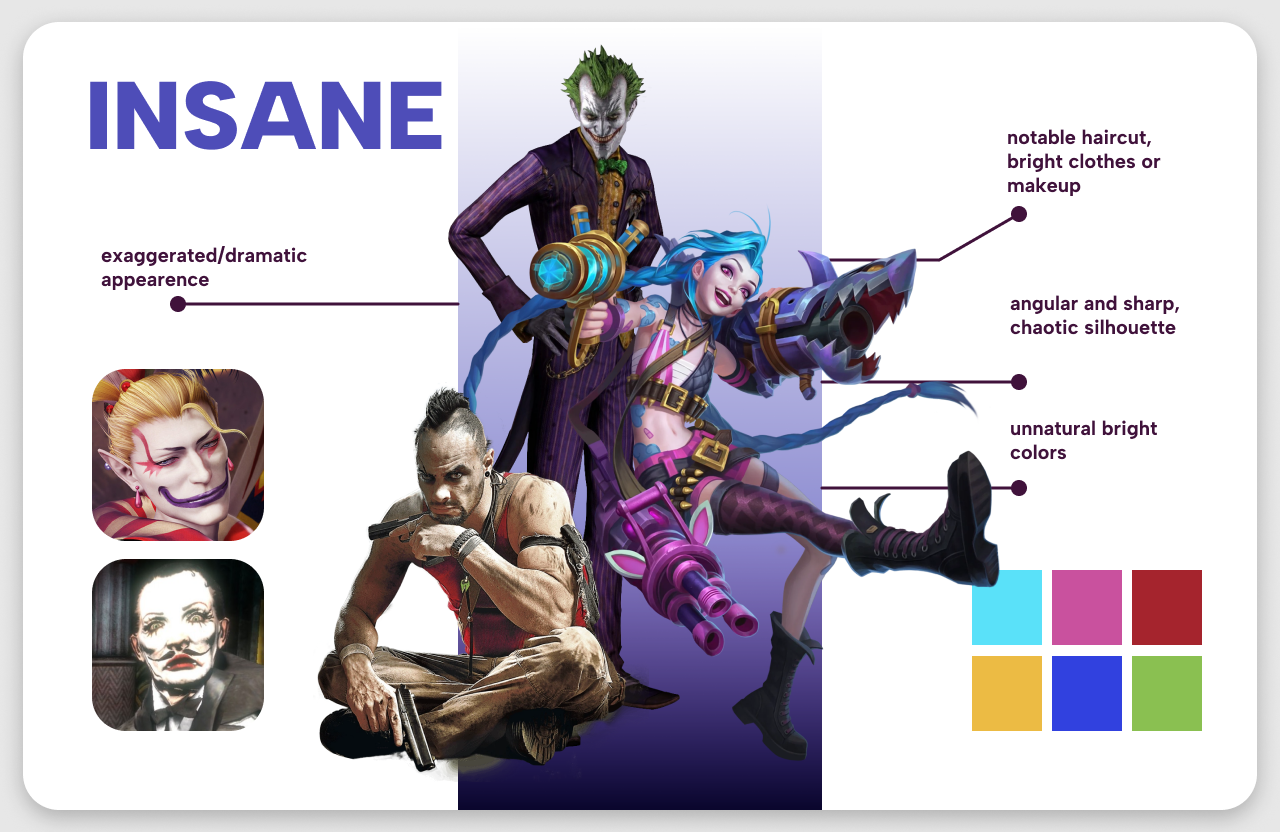 INSANE
exaggerated/dramatic
appearence
notable haircut,
bright clothes or
makeup
angular and sharp,
chaotic silhouette
unnatural bright
colors